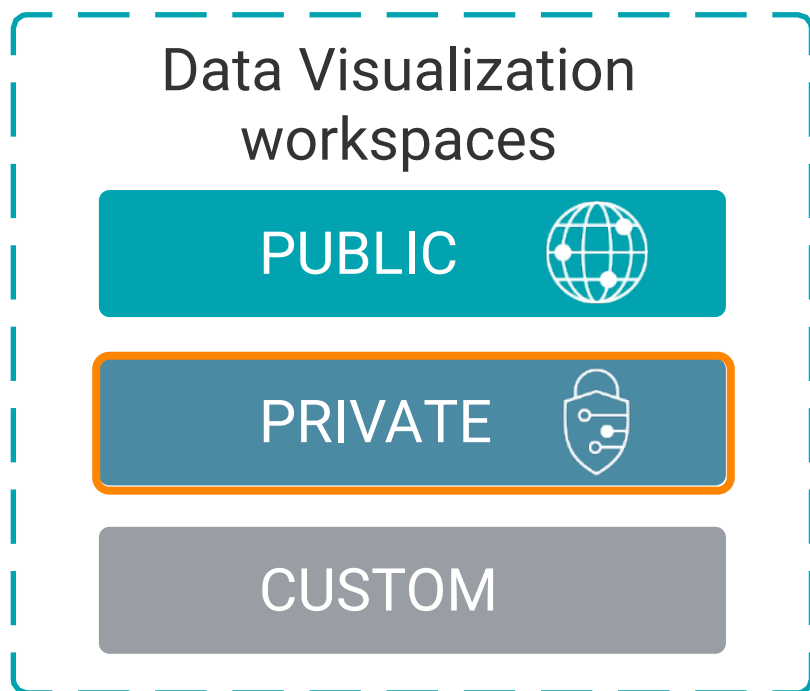 Data Visualization
workspaces
PUBLIC
PRIVATE
CUSTOM